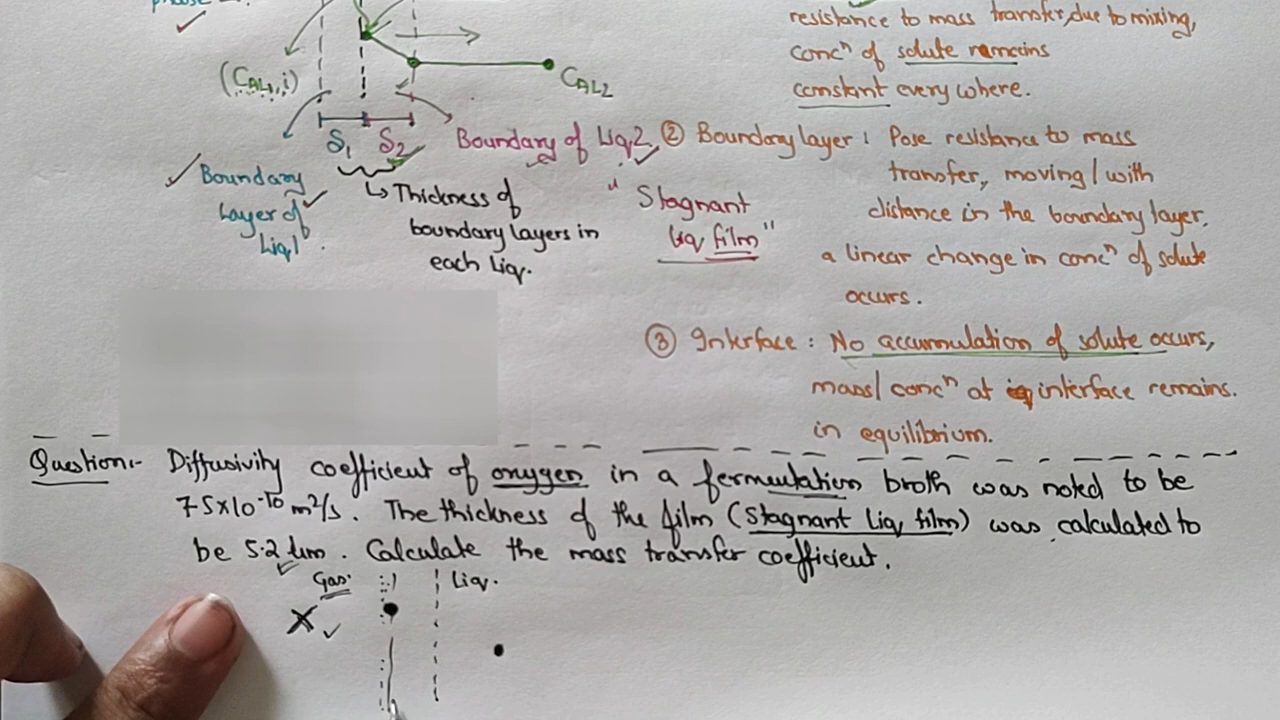 phase
resistance to mass transfer, due to mixing,
concⁿ of solute remains
constant every where.
(C_AL1,i)
C_AL2
δ₁ δ₂
Boundary of Liq2
② Boundary layer : Pose resistance to mass
transfer, moving / with
distance in the boundary layer,
a linear change in concⁿ of solute
occurs.
Boundary
Layer of
Liq1
↳ Thickness of
boundary layers in
each Liq.
" Stagnant
liq film "
③ Interface : No accumulation of solute occurs,
mass/ concⁿ at interface remains.
in equilibrium.
Question:- Diffusivity coefficient of oxygen in a fermentation broth was noted to be
7.5x10⁻¹⁰ m²/s. The thickness of the film (Stagnant Liq film) was calculated to
be 5.2 μm. Calculate the mass transfer coefficient.
Gas. Liq.